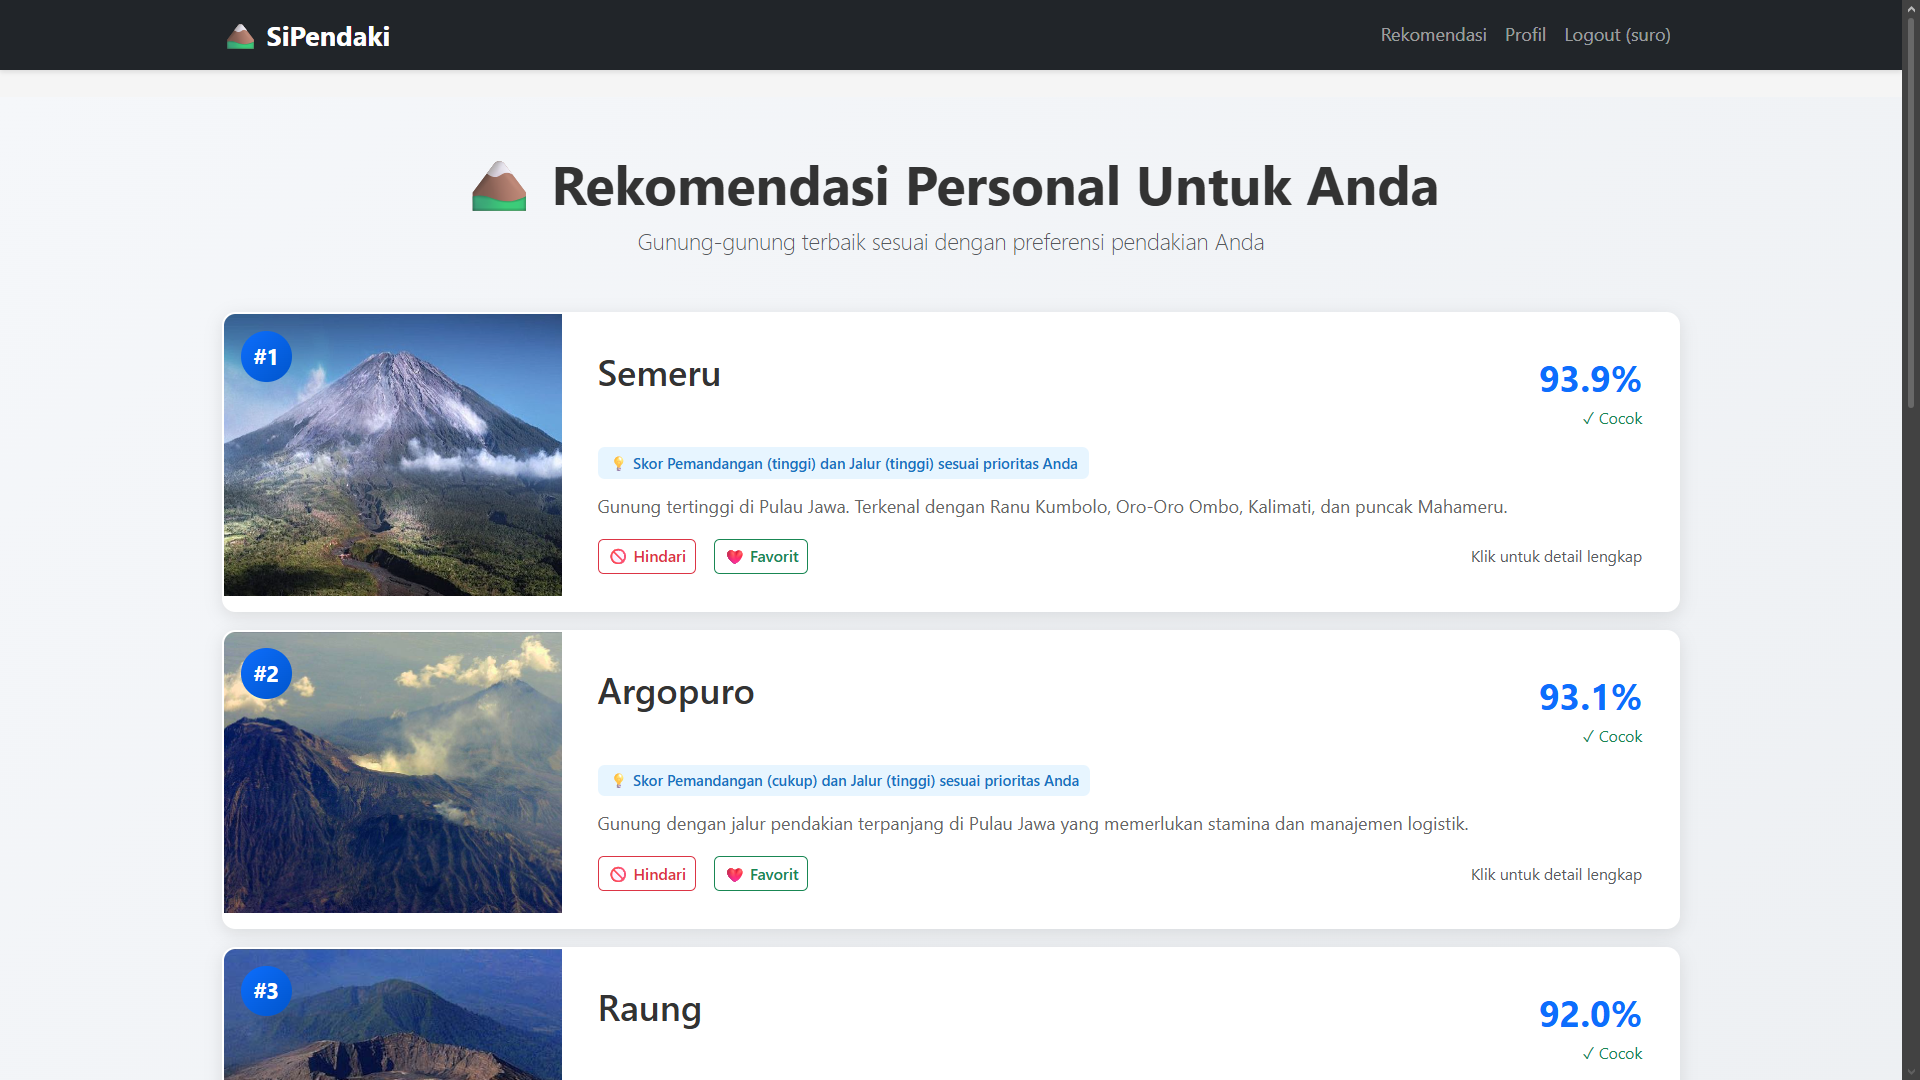 SiPendaki
Rekomendasi Profil Logout (suro)
Rekomendasi Personal Untuk Anda
Gunung-gunung terbaik sesuai dengan preferensi pendakian Anda
#1
Semeru
93.9%
✓ Cocok
Skor Pemandangan (tinggi) dan Jalur (tinggi) sesuai prioritas Anda
Gunung tertinggi di Pulau Jawa. Terkenal dengan Ranu Kumbolo, Oro-Oro Ombo, Kalimati, dan puncak Mahameru.
Hindari Favorit Klik untuk detail lengkap
#2
Argopuro
93.1%
✓ Cocok
Skor Pemandangan (cukup) dan Jalur (tinggi) sesuai prioritas Anda
Gunung dengan jalur pendakian terpanjang di Pulau Jawa yang memerlukan stamina dan manajemen logistik.
Hindari Favorit Klik untuk detail lengkap
#3
Raung
92.0%
✓ Cocok